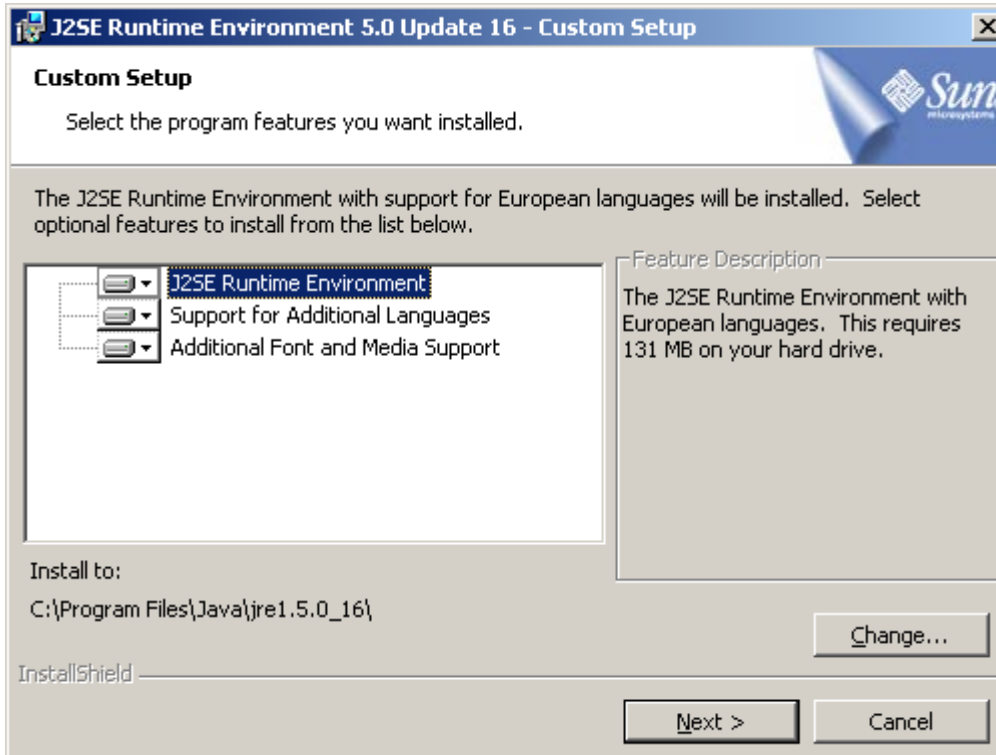 J2SE Runtime Environment 5.0 Update 16 - Custom Setup
Custom Setup
Select the program features you want installed.
Sun
microsystems
The J2SE Runtime Environment with support for European languages will be installed.  Select
optional features to install from the list below.
J2SE Runtime Environment
Support for Additional Languages
Additional Font and Media Support
Feature Description
The J2SE Runtime Environment with
European languages.  This requires
131 MB on your hard drive.
Install to:
C:\Program Files\Java\jre1.5.0_16\
Change...
InstallShield
Next >
Cancel